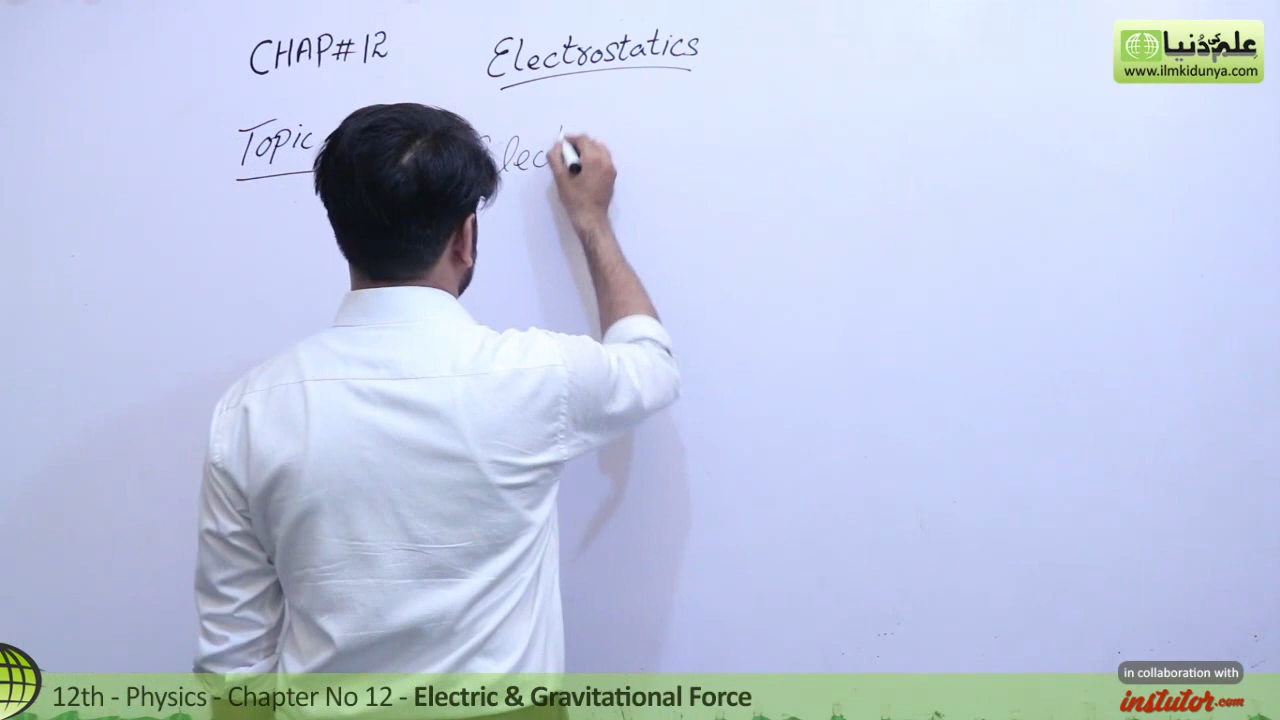 CHAP#12 Electrostatics
علم کی دُنیا
www.ilmkidunya.com
Topic
in collaboration with
instutor.com
12th - Physics - Chapter No 12 - Electric & Gravitational Force